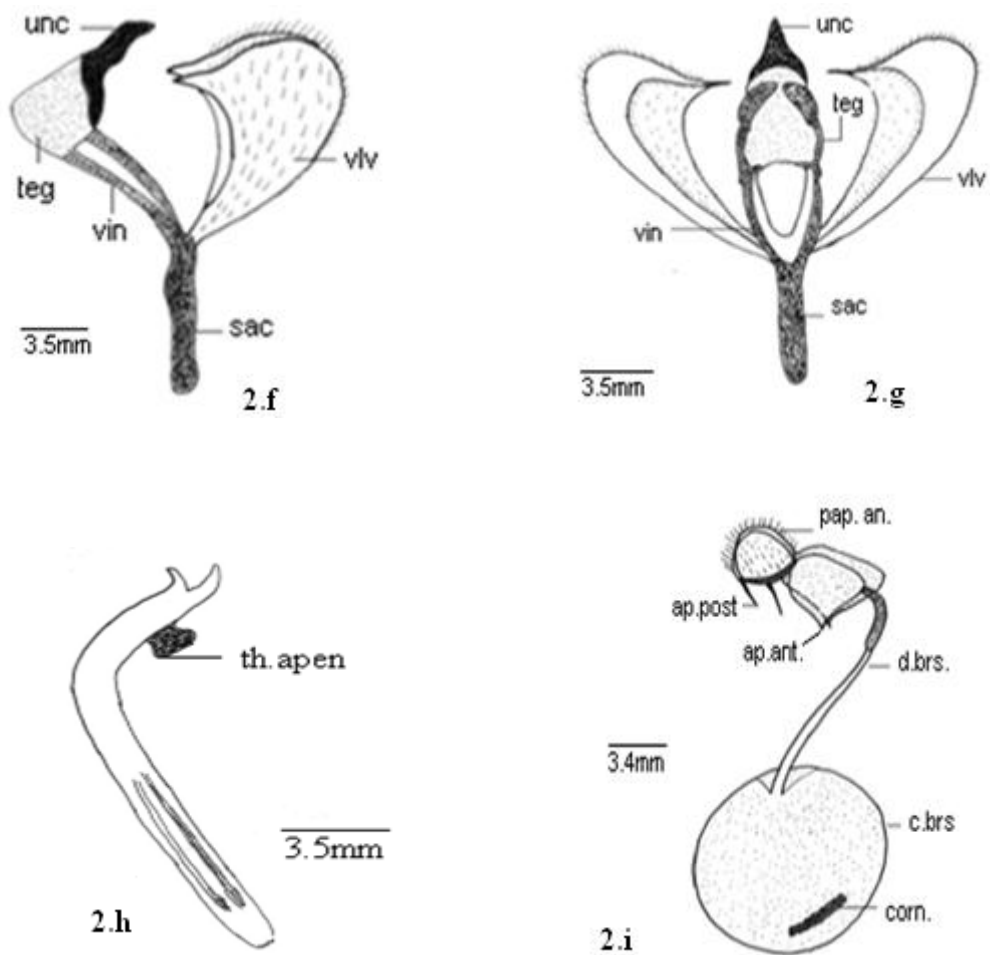 unc
teg
vin
vlv
sac
3.5mm
2.f
unc
teg
vlv
vin
sac
3.5mm
2.g
th.apen
3.5mm
2.h
pap. an.
ap.post
ap.ant.
d.brs.
3.4mm
c.brs
corn.
2.i